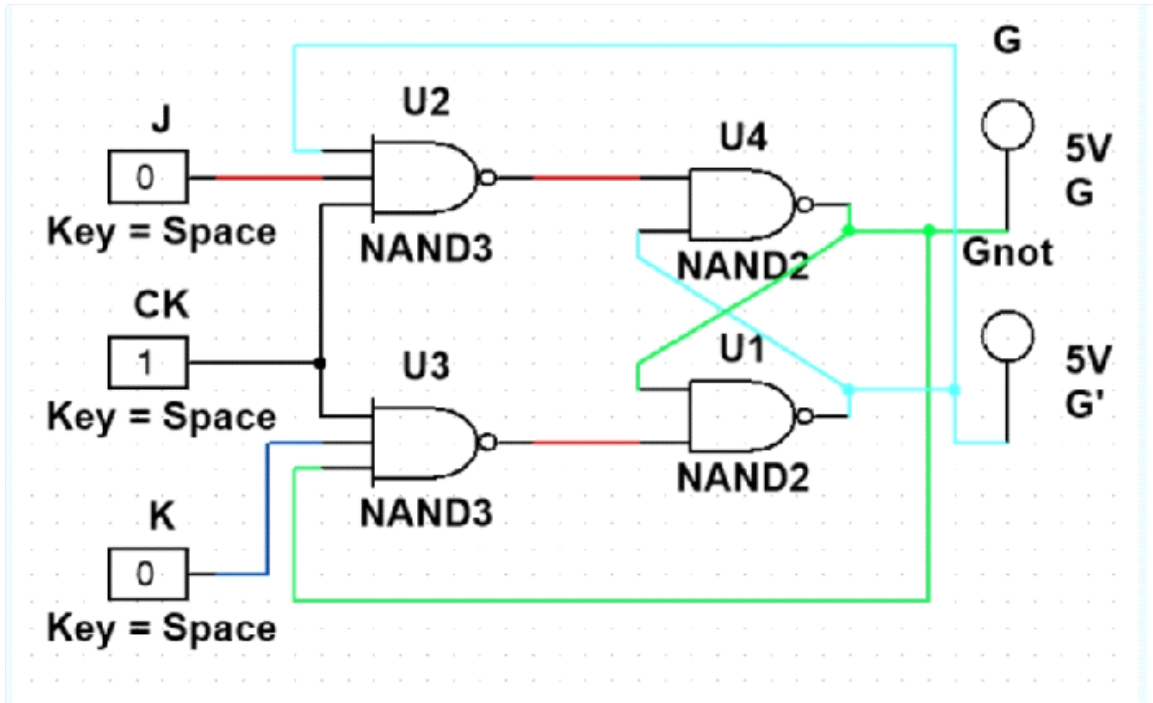 G
J
U2
U4
5V
G
0
Key = Space
NAND3
NAND2
Gnot
CK
1
U3
U1
5V
G'
Key = Space
NAND2
K
NAND3
0
Key = Space